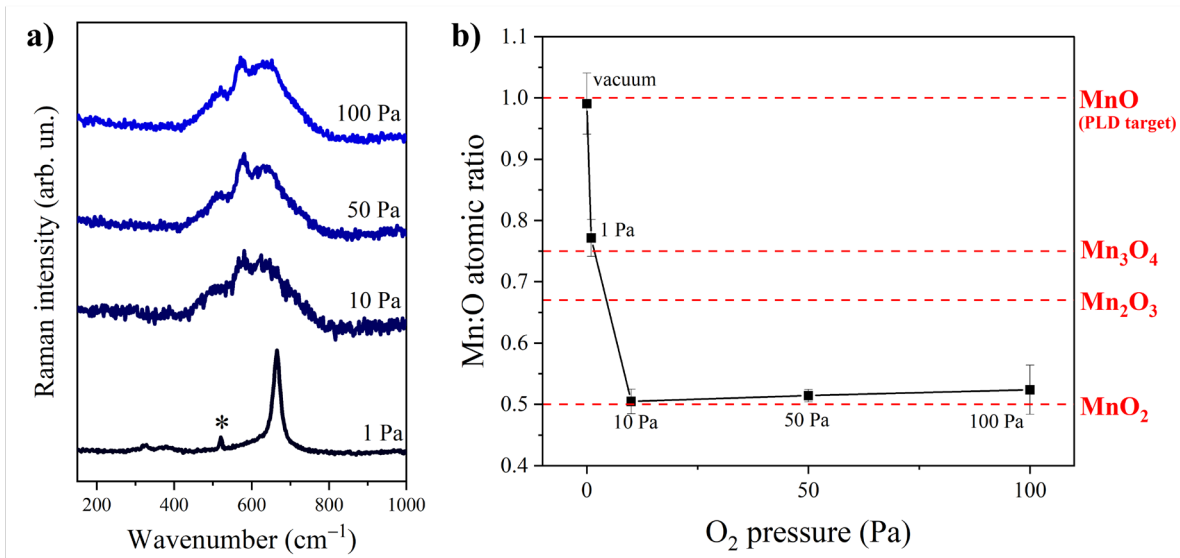 a)
Raman intensity (arb. un.)
100 Pa
50 Pa
10 Pa
*
1 Pa
200 400 600 800 1000
Wavenumber (cm⁻¹)
b)
Mn:O atomic ratio
1.1
1.0
0.9
0.8
0.7
0.6
0.5
0.4
vacuum
1 Pa
10 Pa
50 Pa
100 Pa
0 50 100
O₂ pressure (Pa)
MnO
(PLD target)
Mn₃O₄
Mn₂O₃
MnO₂